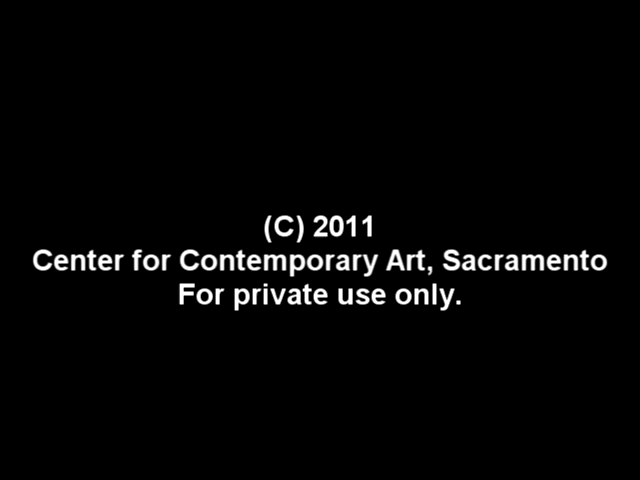 (C) 2011
Center for Contemporary Art, Sacramento
For private use only.